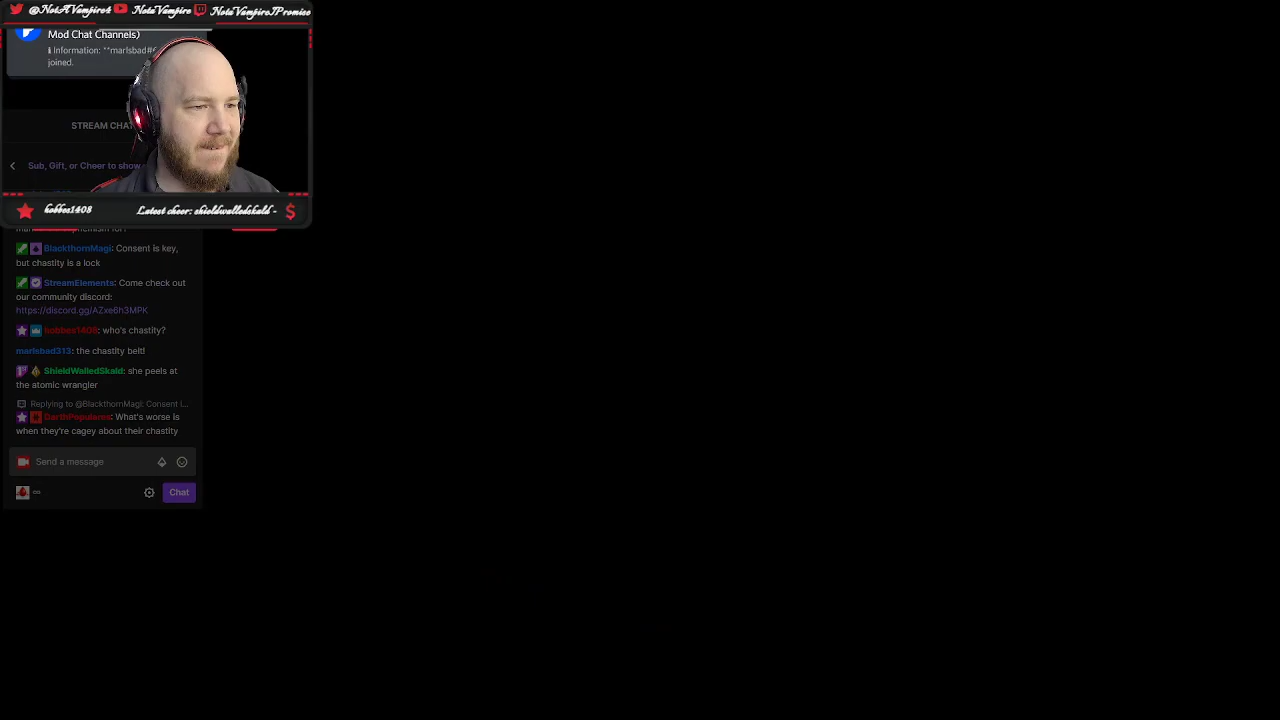 @NotAVampire4 NotaVampire NotaVampireIPromise
Mod Chat Channels)
Information: **marlsbad#
joined.
STREAM CHAT
Sub, Gift, or Cheer to show
hobbes1408 Latest cheer: shieldwalledskald -
BlackthornMagi: Consent is key,
but chastity is a lock
StreamElements: Come check out
our community discord:
https://discord.gg/AZxe6h3MPK
hobbes1408: who's chastity?
marlsbad313: the chastity belt!
ShieldWalledSkald: she peels at
the atomic wrangler
Replying to @BlackthornMagi: Consent i...
DarthPopulares: What's worse is
when they're cagey about their chastity
Send a message
Chat